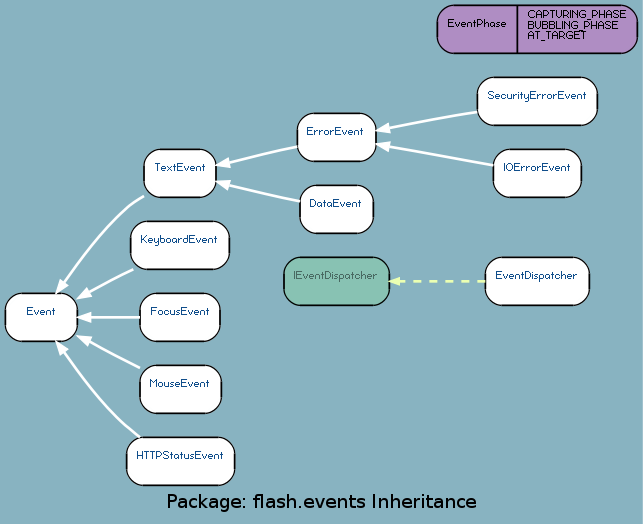 EventPhase
CAPTURING_PHASE
BUBBLING_PHASE
AT_TARGET
SecurityErrorEvent
ErrorEvent
TextEvent
IOErrorEvent
DataEvent
KeyboardEvent
IEventDispatcher
EventDispatcher
Event
FocusEvent
MouseEvent
HTTPStatusEvent
Package: flash.events Inheritance